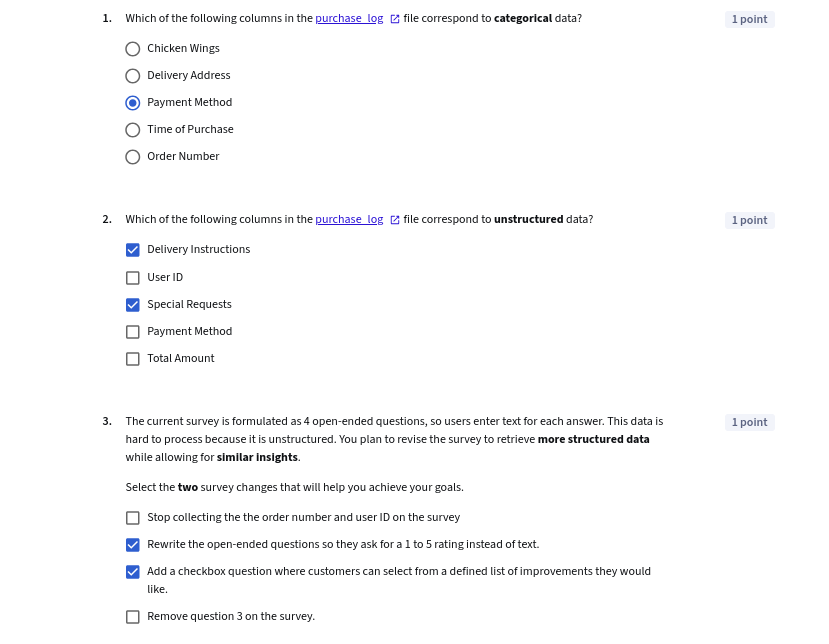 1. Which of the following columns in the purchase_log file correspond to categorical data? 1 point
Chicken Wings
Delivery Address
Payment Method
Time of Purchase
Order Number
2. Which of the following columns in the purchase_log file correspond to unstructured data? 1 point
Delivery Instructions
User ID
Special Requests
Payment Method
Total Amount
3. The current survey is formulated as 4 open-ended questions, so users enter text for each answer. This data is 1 point
hard to process because it is unstructured. You plan to revise the survey to retrieve more structured data
while allowing for similar insights.
Select the two survey changes that will help you achieve your goals.
Stop collecting the the order number and user ID on the survey
Rewrite the open-ended questions so they ask for a 1 to 5 rating instead of text.
Add a checkbox question where customers can select from a defined list of improvements they would
like.
Remove question 3 on the survey.